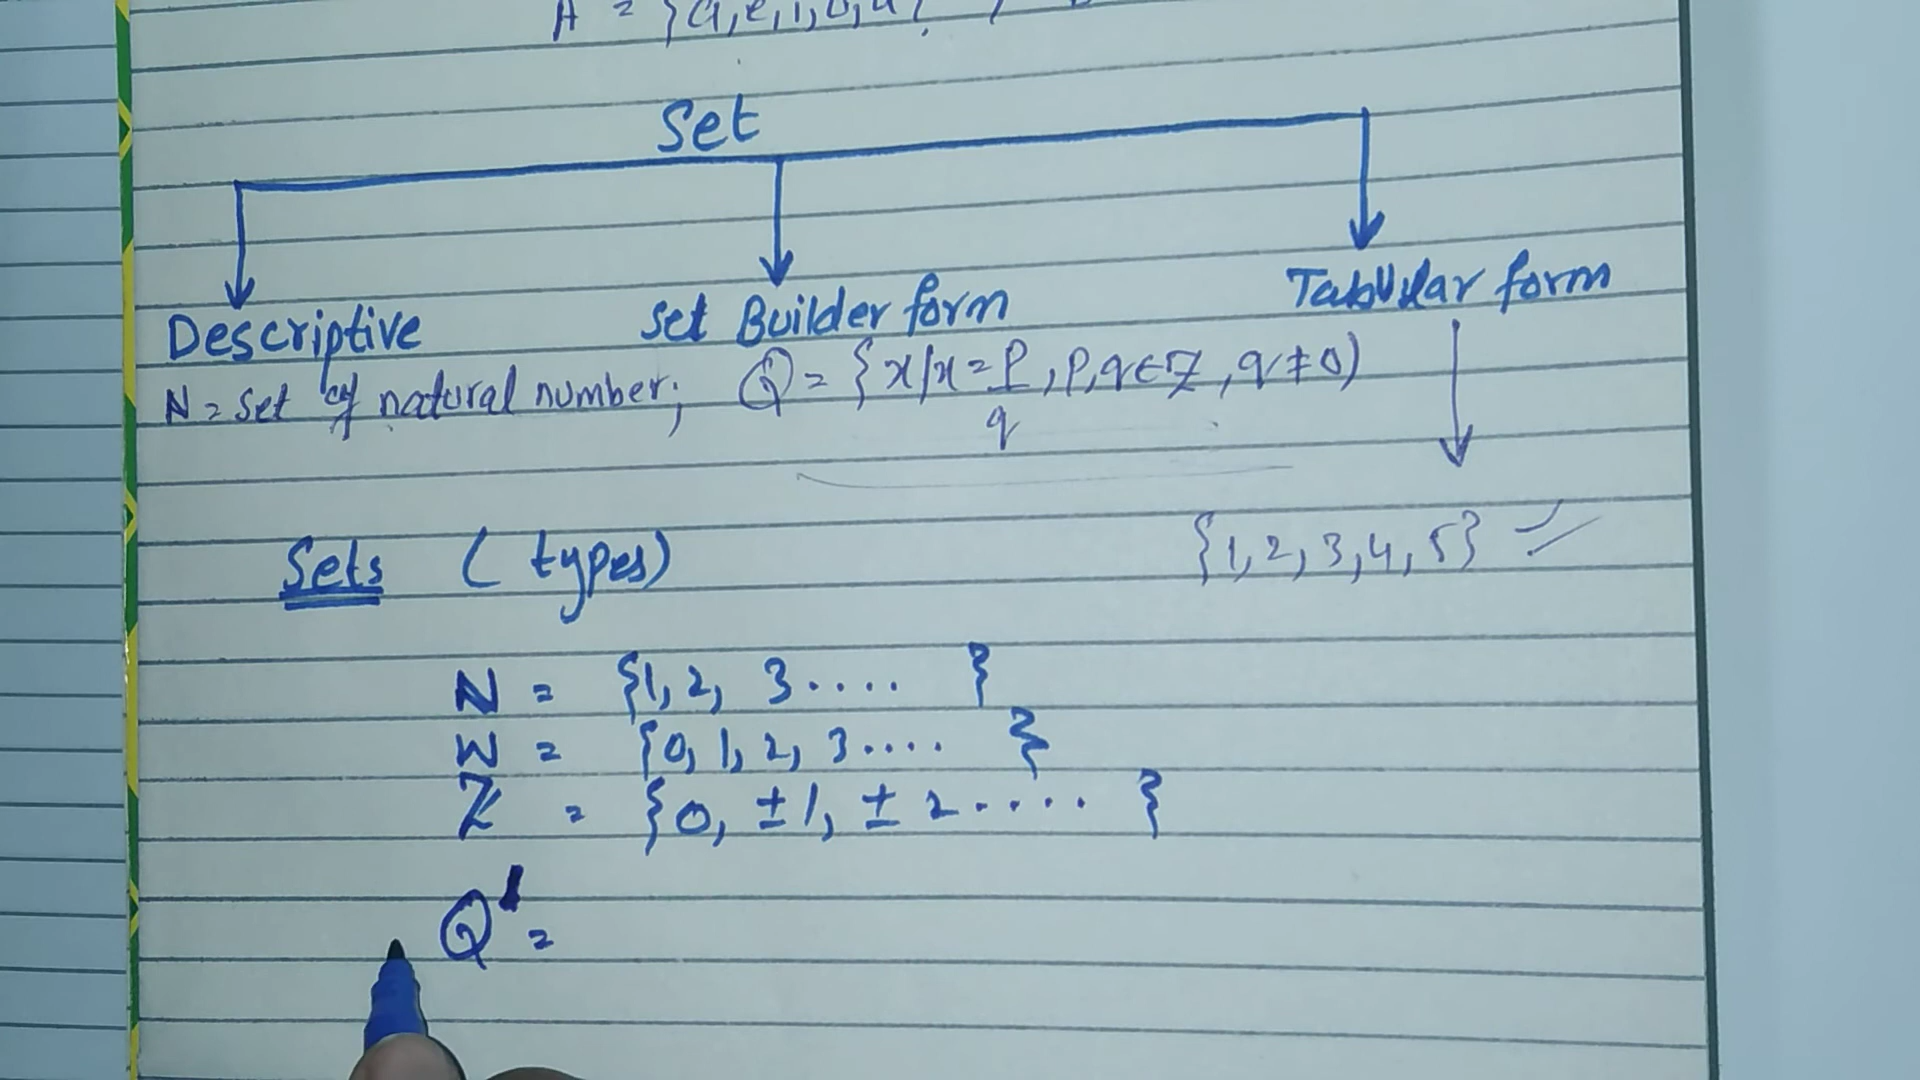 Set
Descriptive
Set Builder form
Tabular form
N = set of natural number; Q = {x/x = p/q, p,q ∈ Z, q ≠ 0)
{1, 2, 3, 4, 5}
Sets (types)
N = {1, 2, 3 .... }
W = {0, 1, 2, 3 .... }
Z = {0, ±1, ±2 .... }
Q' =